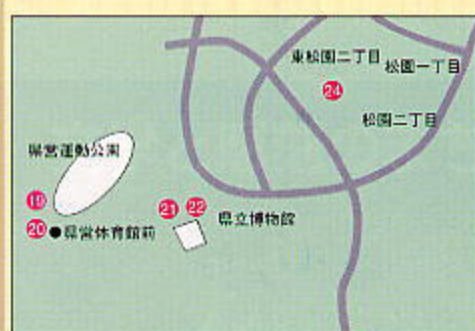 東松園二丁目
松園一丁目
24
松園二丁目
県営運動公園
19
21 22
県立博物館
20 ●県営体育館前